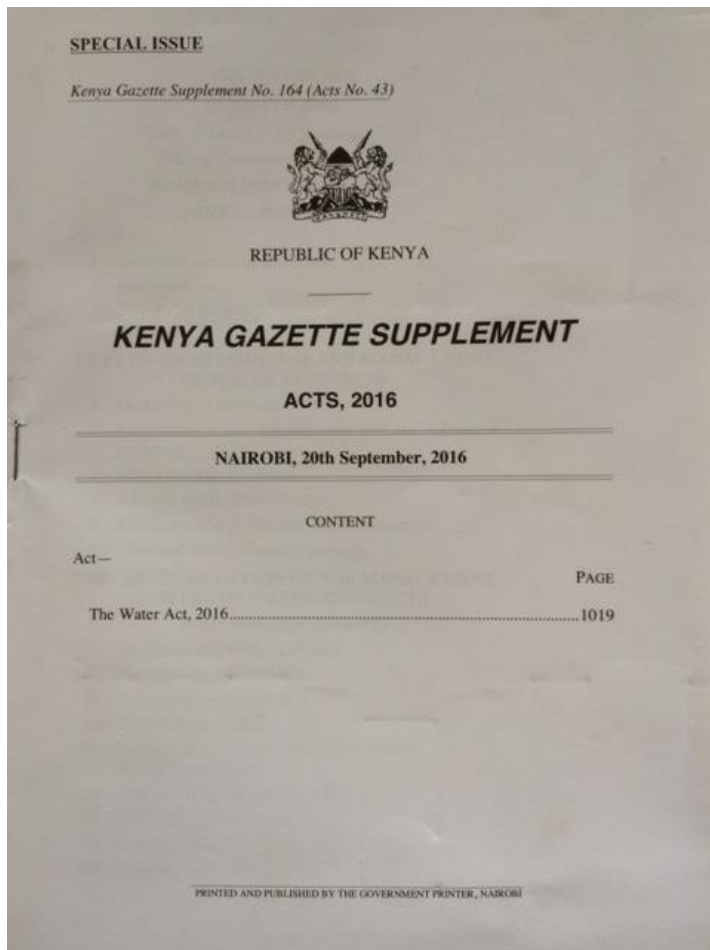 SPECIAL ISSUE
Kenya Gazette Supplement No. 164 (Acts No. 43)
REPUBLIC OF KENYA
KENYA GAZETTE SUPPLEMENT
ACTS, 2016
NAIROBI, 20th September, 2016
CONTENT
Act—
PAGE
The Water Act, 2016..........................................................................1019
PRINTED AND PUBLISHED BY THE GOVERNMENT PRINTER, NAIROBI